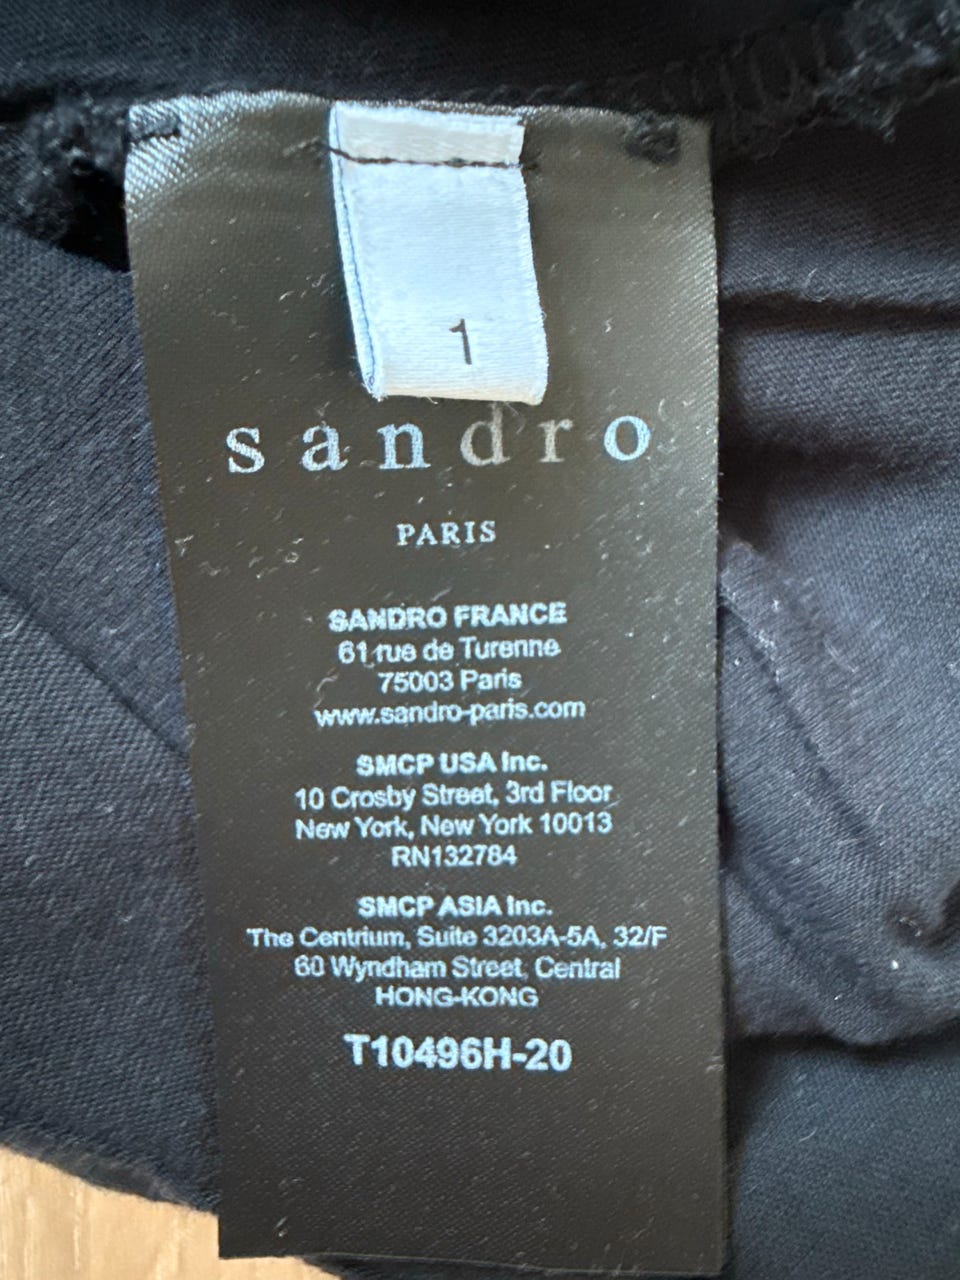 1
sandro
PARIS
SANDRO FRANCE
61 rue de Turenne
75003 Paris
www.sandro-paris.com
SMCP USA Inc.
10 Crosby Street, 3rd Floor
New York, New York 10013
RN132784
SMCP ASIA Inc.
The Centrium, Suite 3203A-5A, 32/F
60 Wyndham Street, Central
HONG-KONG
T10496H-20